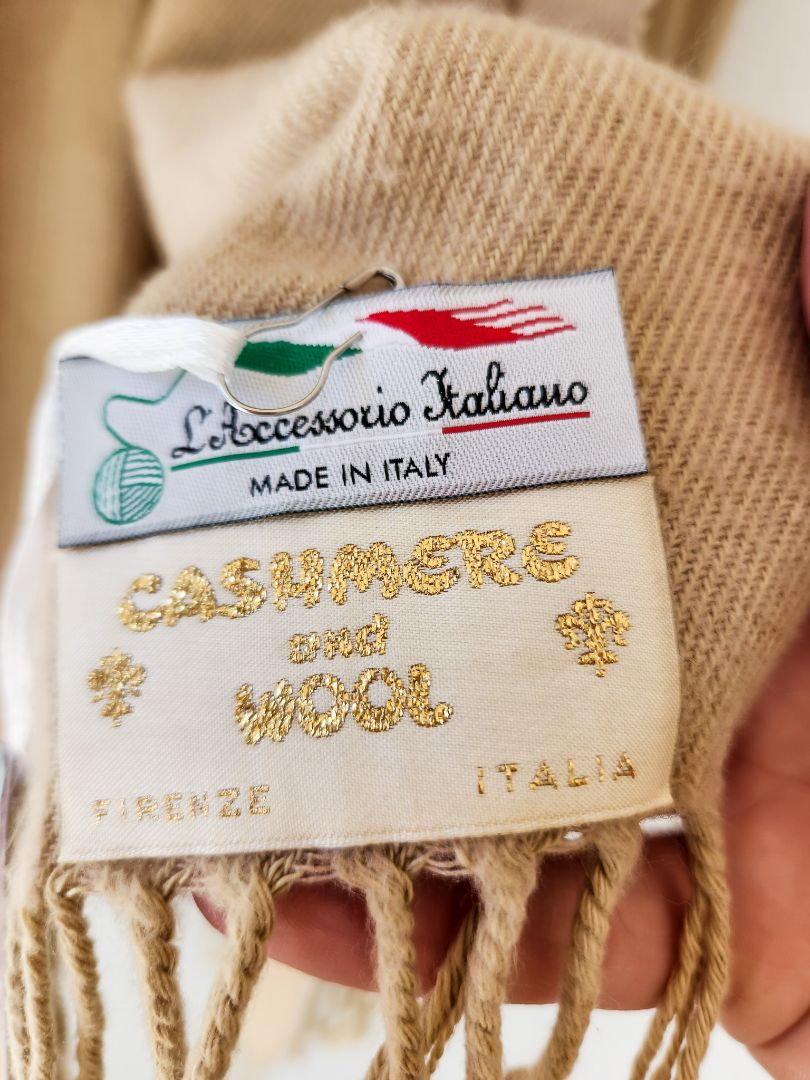 L'Accessorio Italiano
MADE IN ITALY
CASHMERE
and
WOOL
FIRENZE ITALIA